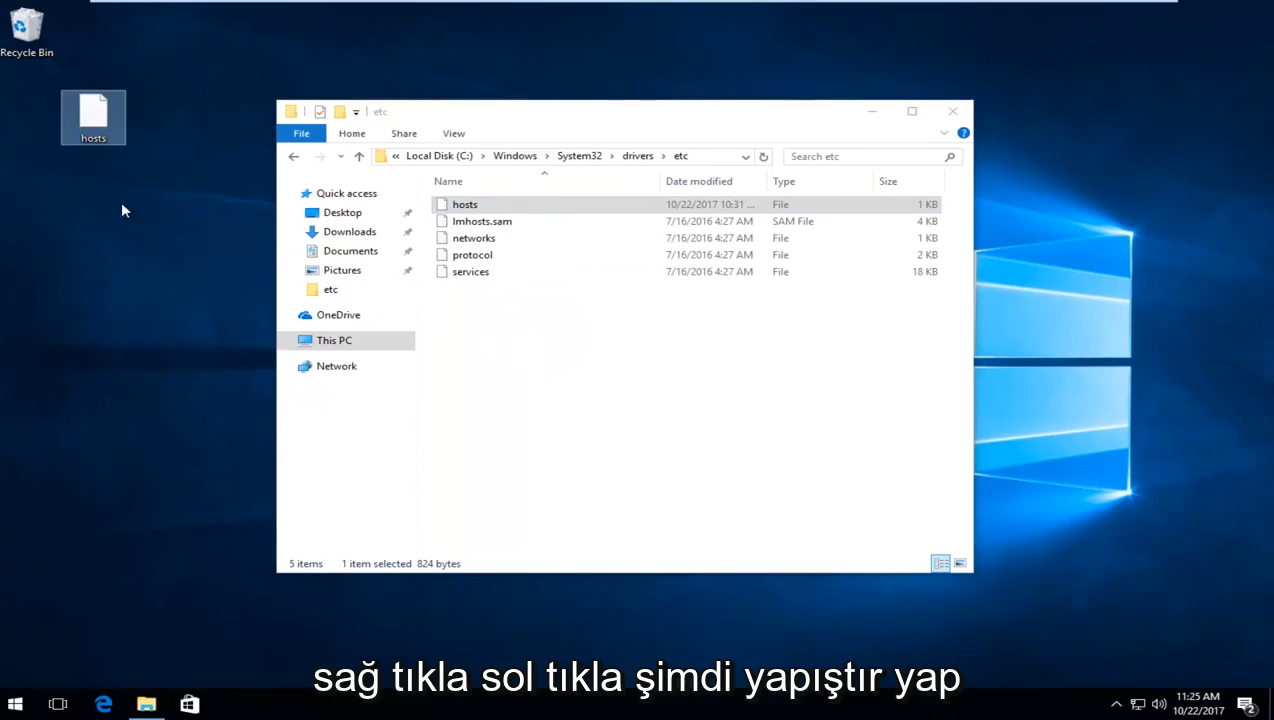 Recycle Bin
hosts
etc
File Home Share View
« Local Disk (C:) > Windows > System32 > drivers > etc
Search etc
Name Date modified Type Size
hosts 10/22/2017 10:31 ... File 1 KB
lmhosts.sam 7/16/2016 4:27 AM SAM File 4 KB
networks 7/16/2016 4:27 AM File 1 KB
protocol 7/16/2016 4:27 AM File 2 KB
services 7/16/2016 4:27 AM File 18 KB
Quick access
Desktop
Downloads
Documents
Pictures
etc
OneDrive
This PC
Network
5 items 1 item selected 824 bytes
sağ tıkla sol tıkla şimdi yapıştır yap
11:25 AM
10/22/2017
2